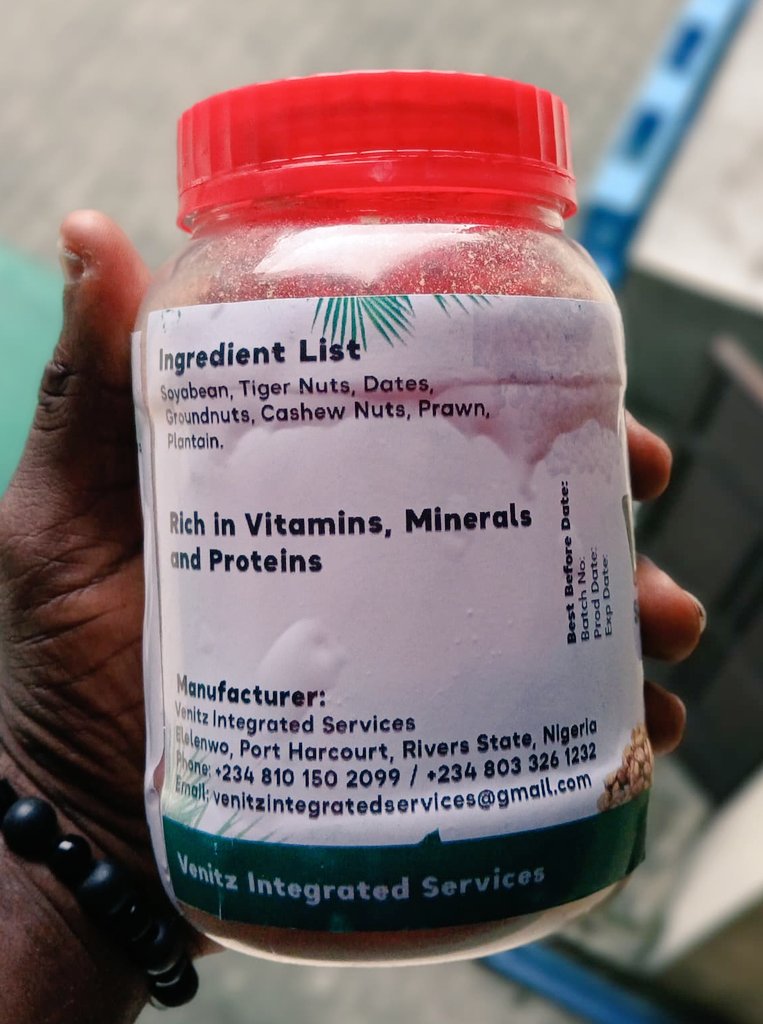 Ingredient List
Soyabean, Tiger Nuts, Dates,
Groundnuts, Cashew Nuts, Prawn,
Plantain.
Rich in Vitamins, Minerals
and Proteins
Best Before Date:
Batch No:
Prod Date:
Exp Date:
Manufacturer:
Venitz Integrated Services
Elelenwo, Port Harcourt, Rivers State, Nigeria
Phone: +234 810 150 2099 / +234 803 326 1232
Email: venitzintegratedservices@gmail.com
Venitz Integrated Services